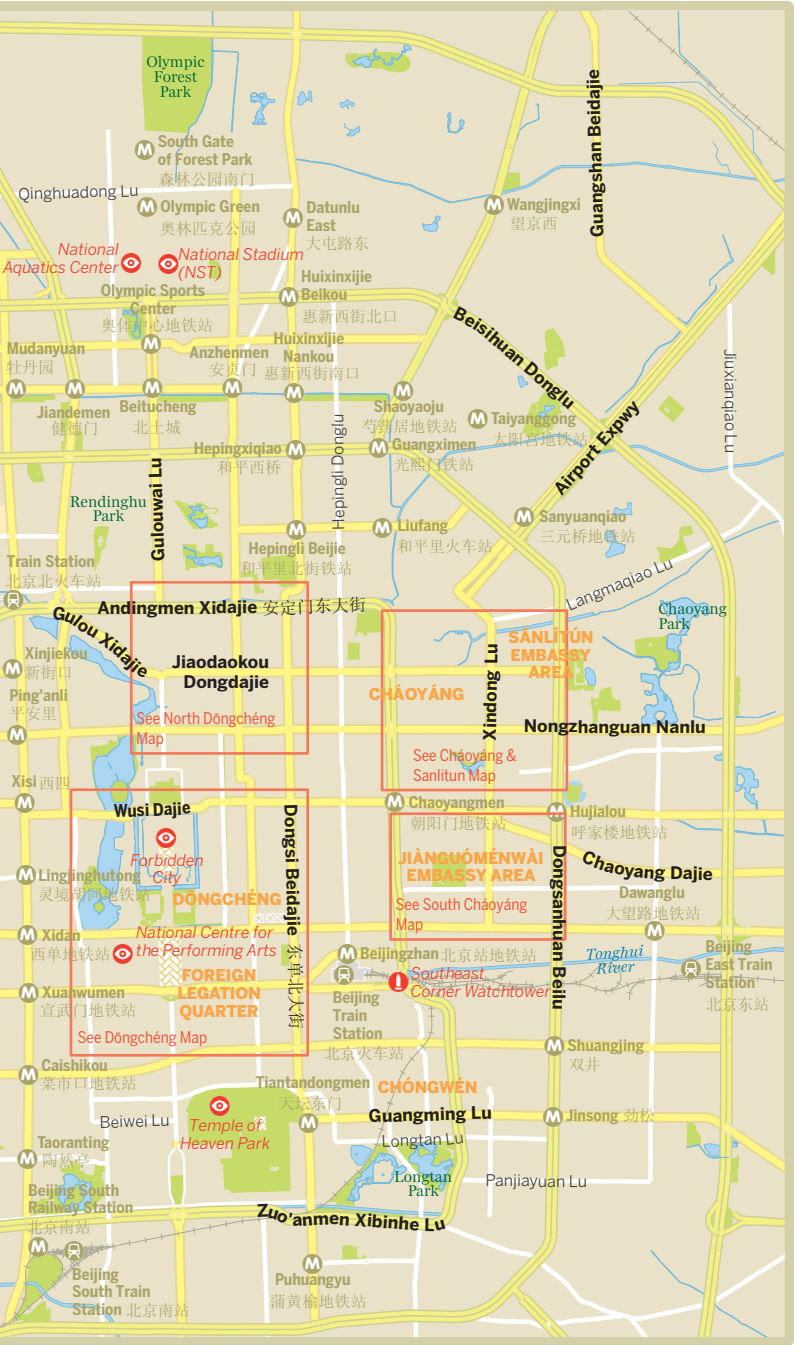 Olympic
Forest
Park
Guangshan Beidajie
South Gate
of Forest Park
森林公园南门
Qinghuadong Lu
Olympic Green
奥林匹克公园
Datunlu
East
大屯路东
Wangjingxi
望京西
National
Aquatics Center
National Stadium
(NST)
Olympic Sports
Center
奥体中心地铁站
Huixinxijie
Beikou
惠新西街北口
Beisihuan Donglu
Mudanyuan
牡丹园
Anzhenmen
安贞门
Huixinxijie
Nankou
惠新西街南口
Jiuxianqiao Lu
Jiandemen
健德门
Beitucheng
北土城
Shaoyaoju
芍药居地铁站
Taiyanggong
太阳宫地铁站
Airport Expwy
Hepingxiqiao
和平西桥
Guangximen
光熙门铁站
Hepingli Donglu
Gulouwai Lu
Rendinghu
Park
Liufang
和平里火车站
Sanyuanqiao
三元桥地铁站
Hepingli Beijie
和平里北街铁站
Train Station
北京北火车站
Langmaqiao Lu
Andingmen Xidajie 安定门东大街
Gulou Xidajie
Chaoyang
Park
SĀNLǏTÚN
EMBASSY
AREA
Xinjiekou
新街口
Jiaodaokou
Dongdajie
Xindong Lu
CHÁOYÁNG
Ping'anli
平安里
See North Dōngchéng
Map
Nongzhanguan Nanlu
See Cháoyáng &
Sanlitun Map
Xisi 西四
Wusi Dajie
Chaoyangmen
朝阳门地铁站
Hujialou
呼家楼地铁站
Forbidden
City
Dongsi Beidajie 东单北大街
JIÀNGUÓMÉNWÀI
EMBASSY AREA
Chaoyang Dajie
Lingjinghutong
灵境胡同地铁站
DŌNGCHÉNG
See South Cháoyáng
Map
Dongsanhuan Beilu
Dawanglu
大望路地铁站
Xidan
西单地铁站
National Centre for
the Performing Arts
Beijingzhan 北京站地铁站
Tonghui
River
Beijing
East Train
Station
北京东站
FOREIGN
LEGATION
QUARTER
Southeast
Corner Watchtower
Xuanwumen
宣武门地铁站
Beijing
Train
Station
北京火车站
See Dōngchéng Map
Shuangjing
双井
Caishikou
菜市口地铁站
Tiantandongmen
天坛东门
CHÓNGWÉN
Beiwei Lu
Temple of
Heaven Park
Guangming Lu
Jinsong 劲松
Taoranting
陶然亭
Longtan Lu
Longtan
Park
Panjiayuan Lu
Beijing South
Railway Station
北京南站
Zuo'anmen Xibinhe Lu
Beijing
South Train
Station 北京南站
Puhuangyu
蒲黄榆地铁站